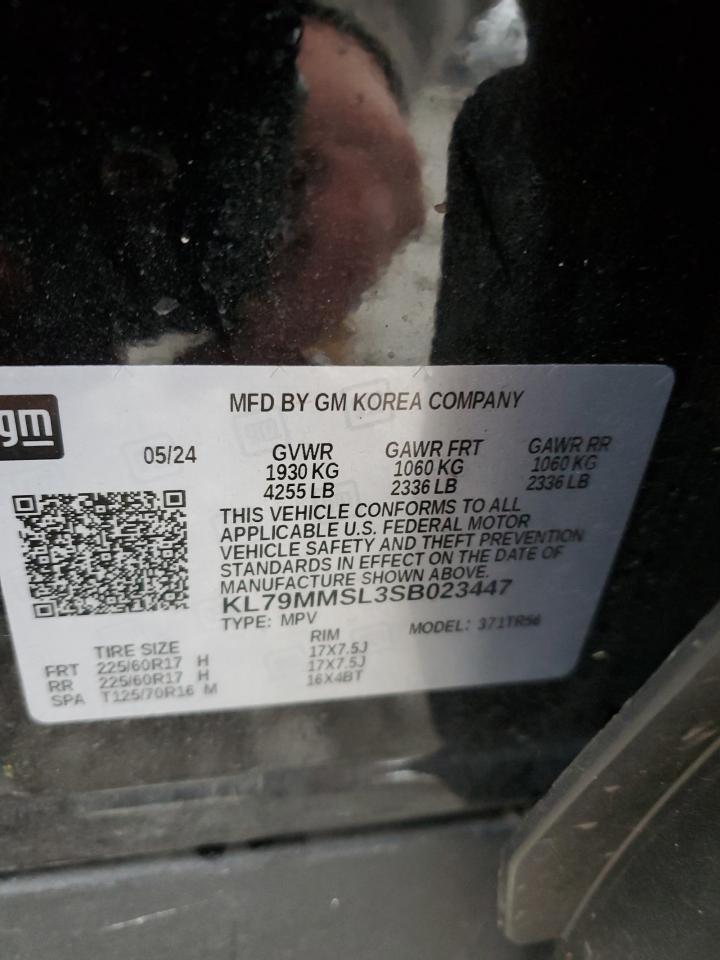 gm
MFD BY GM KOREA COMPANY
05/24
GVWR GAWR FRT GAWR RR
1930 KG 1060 KG 1060 KG
4255 LB 2336 LB 2336 LB
THIS VEHICLE CONFORMS TO ALL
APPLICABLE U.S. FEDERAL MOTOR
VEHICLE SAFETY AND THEFT PREVENTION
STANDARDS IN EFFECT ON THE DATE OF
MANUFACTURE SHOWN ABOVE.
KL79MMSL3SB023447
TYPE: MPV MODEL: 371TR56
TIRE SIZE RIM
FRT 225/60R17 H 17X7.5J
RR 225/60R17 H 17X7.5J
SPA T125/70R16 M 16X4BT